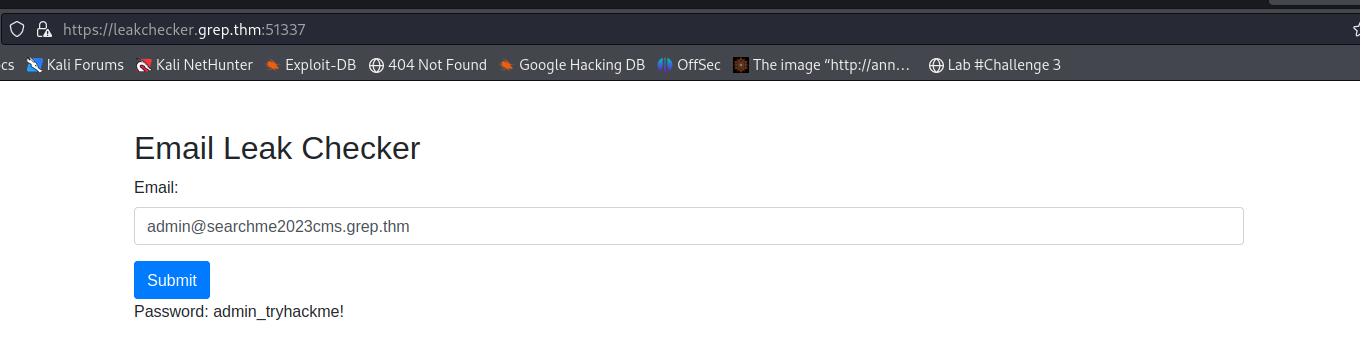 https://leakchecker.grep.thm:51337
cs Kali Forums Kali NetHunter Exploit-DB 404 Not Found Google Hacking DB OffSec The image “http://ann… Lab #Challenge 3
Email Leak Checker
Email:
admin@searchme2023cms.grep.thm
Submit
Password: admin_tryhackme!